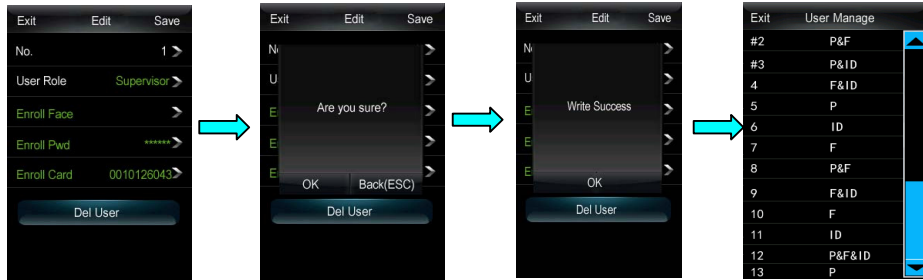 Exit Edit Save
No. 1
User Role Supervisor
Enroll Face
Enroll Pwd ******
Enroll Card 0010126043
Del User
Exit Edit Save
N
U
E
E
E
Are you sure?
OK Back(ESC)
Del User
Exit Edit Save
N
U
E
E
E
Write Success
OK
Del User
Exit User Manage
#2 P&F
#3 P&ID
4 F&ID
5 P
6 ID
7 F
8 P&F
9 F&ID
10 F
11 ID
12 P&F&ID
13 P